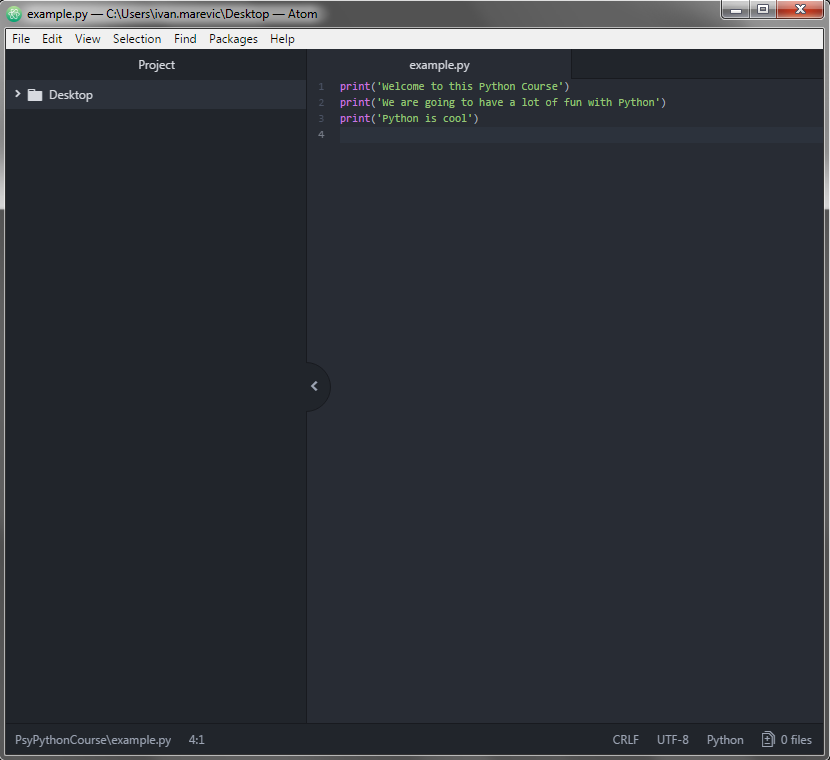 example.py — C:\Users\ivan.marevic\Desktop — Atom
File Edit View Selection Find Packages Help
Project
example.py
Desktop
1 print('Welcome to this Python Course')
2 print('We are going to have a lot of fun with Python')
3 print('Python is cool')
4
PsyPythonCourse\example.py 4:1 CRLF UTF-8 Python 0 files